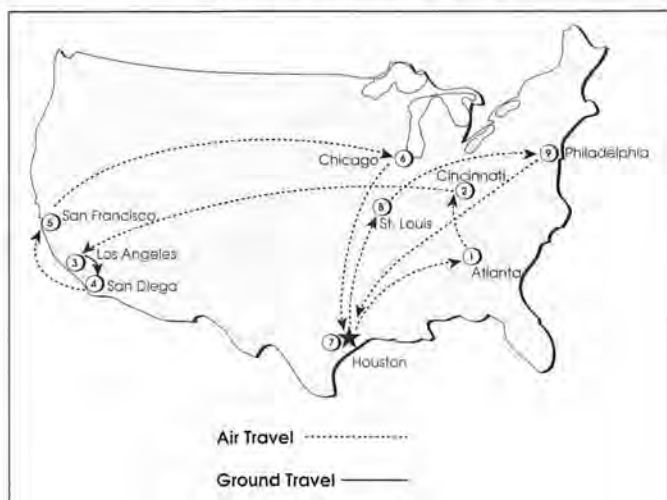 Chicago
6
9
Philadelphia
Cincinnati
2
8
St. Louis
5
San Francisco
3
Los Angeles
4
San Diega
1
Atlanta
7
Houston
Air Travel
Ground Travel